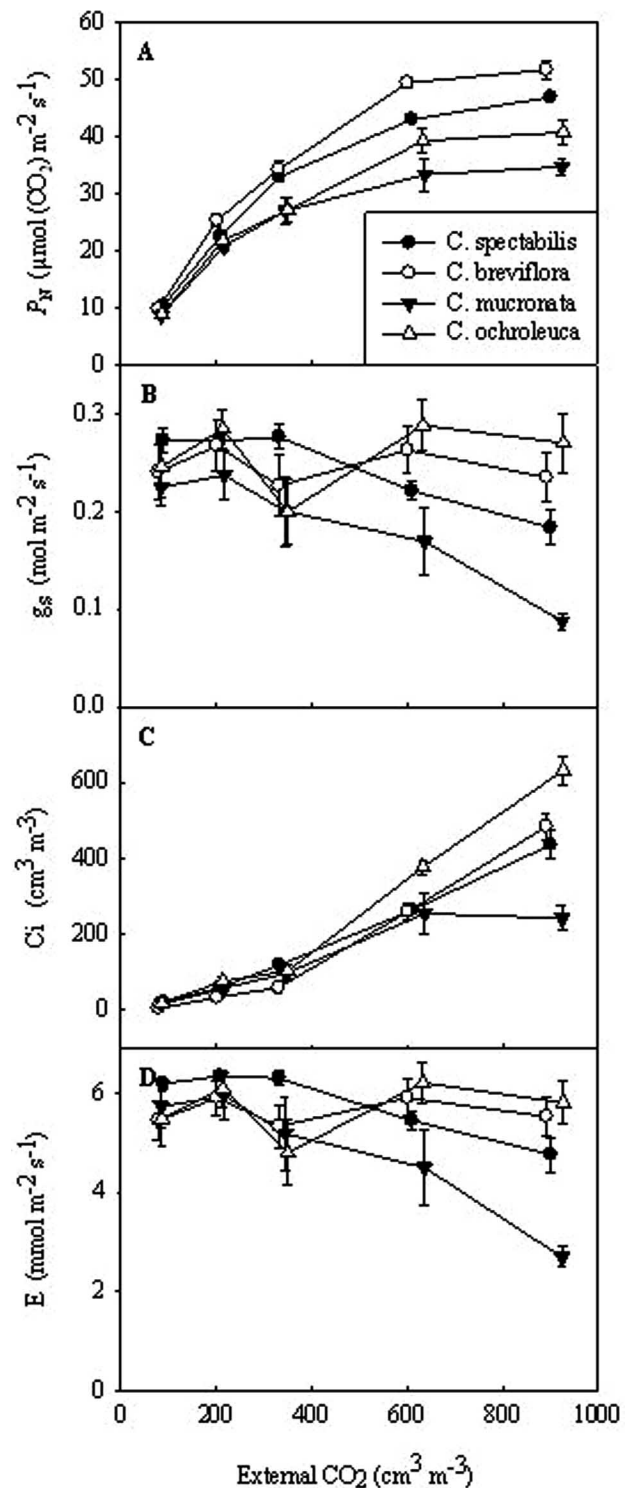 60
A
50
40
30
20
10
0
P_N (µmol (CO₂) m⁻² s⁻¹)
C. spectabilis
C. breviflora
C. mucronata
C. ochroleuca
B
0.3
0.2
0.1
0.0
gs (mol m⁻² s⁻¹)
C
600
400
200
0
Ci (cm³ m⁻³)
D
6
4
2
0
E (mmol m⁻² s⁻¹)
0 200 400 600 800 1000
External CO₂ (cm³ m⁻³)